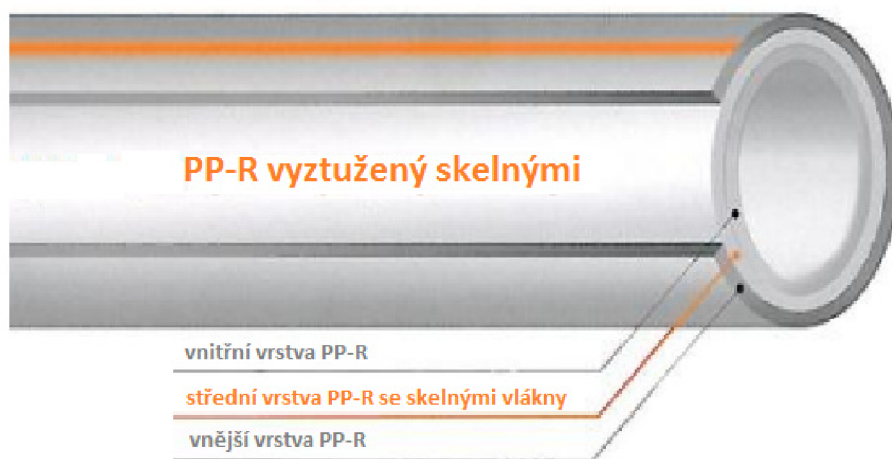 PP-R vyztužený skelnými
vnitřní vrstva PP-R
střední vrstva PP-R se skelnými vlákny
vnější vrstva PP-R